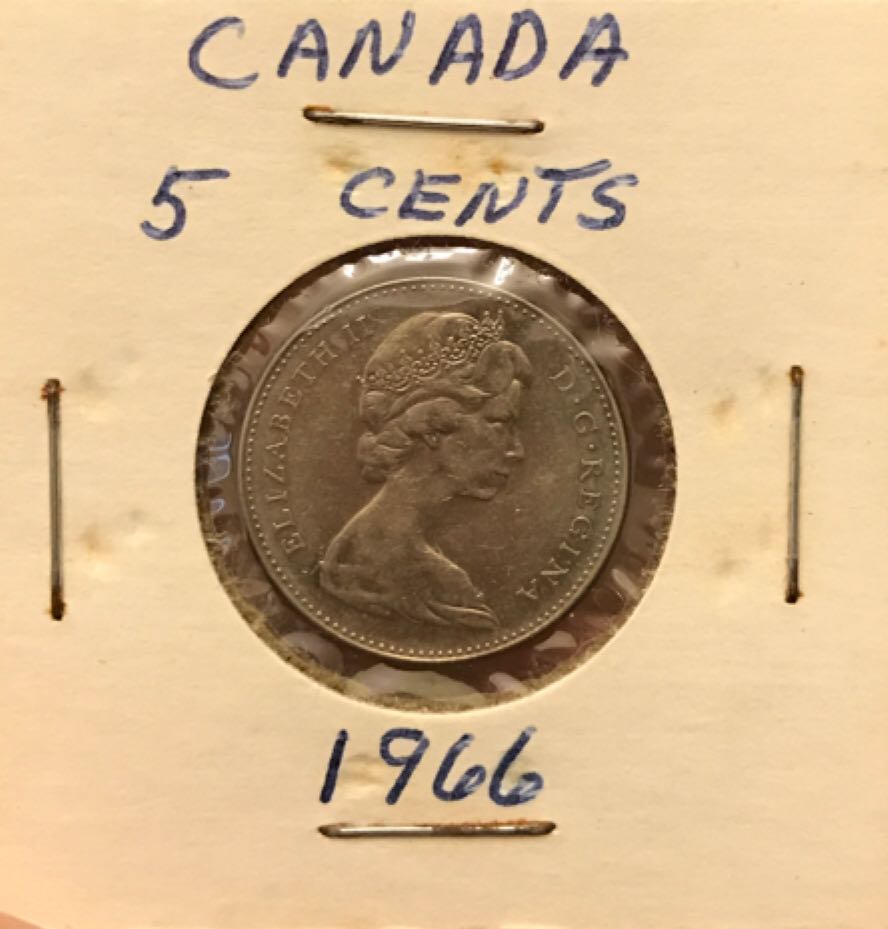 CANADA
5 CENTS
ELIZABETH II D·G·REGINA
1966